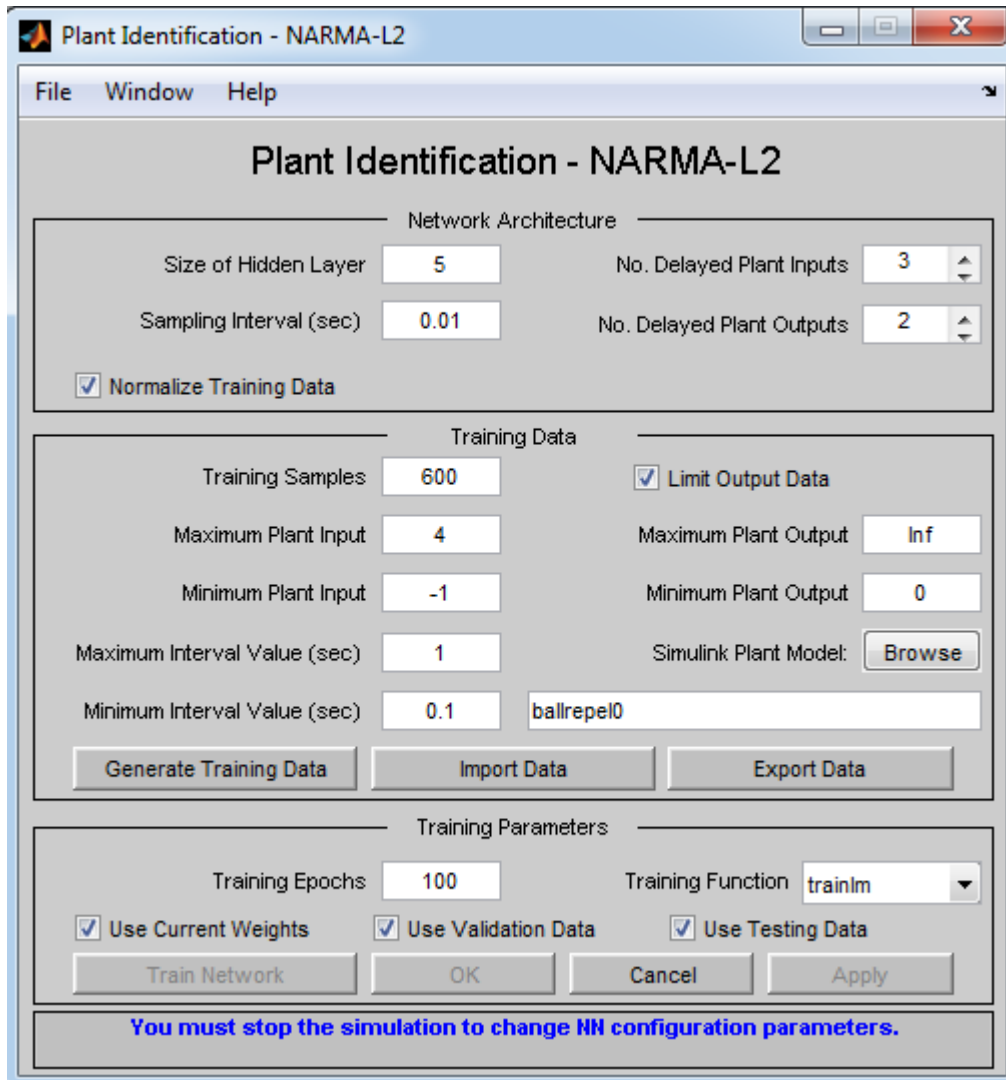 Plant Identification - NARMA-L2
File Window Help
Plant Identification - NARMA-L2
Network Architecture
Size of Hidden Layer 5 No. Delayed Plant Inputs 3
Sampling Interval (sec) 0.01 No. Delayed Plant Outputs 2
Normalize Training Data
Training Data
Training Samples 600 Limit Output Data
Maximum Plant Input 4 Maximum Plant Output Inf
Minimum Plant Input -1 Minimum Plant Output 0
Maximum Interval Value (sec) 1 Simulink Plant Model: Browse
Minimum Interval Value (sec) 0.1 ballrepel0
Generate Training Data Import Data Export Data
Training Parameters
Training Epochs 100 Training Function trainlm
Use Current Weights Use Validation Data Use Testing Data
Train Network OK Cancel Apply
You must stop the simulation to change NN configuration parameters.